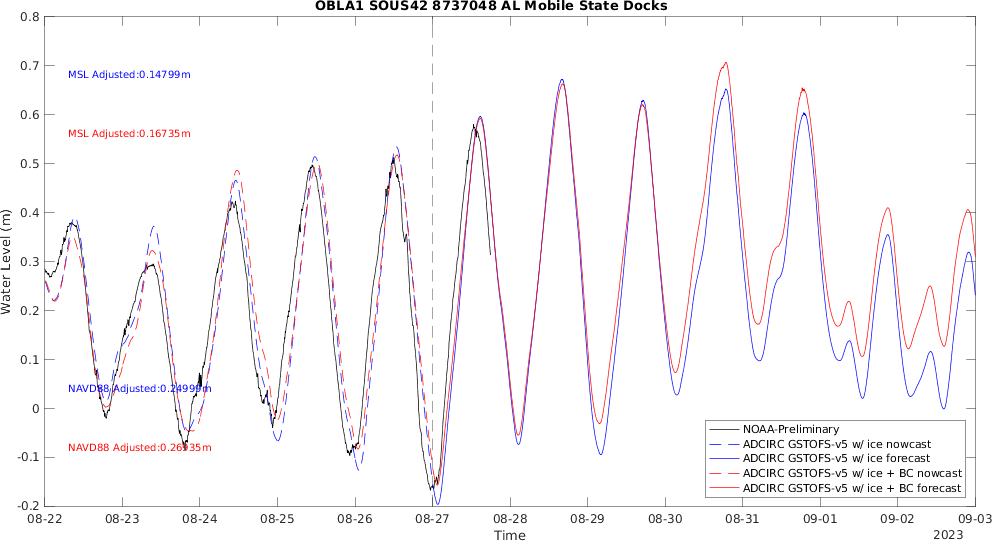 OBLA1 SOUS42 8737048 AL Mobile State Docks
0.8
0.7
0.6
0.5
0.4
0.3
0.2
0.1
0
-0.1
-0.2
Water Level (m)
MSL Adjusted:0.14799m
MSL Adjusted:0.16735m
NAVD88 Adjusted:0.24999m
NAVD88 Adjusted:0.26935m
NOAA-Preliminary
ADCIRC GSTOFS-v5 w/ ice nowcast
ADCIRC GSTOFS-v5 w/ ice forecast
ADCIRC GSTOFS-v5 w/ ice + BC nowcast
ADCIRC GSTOFS-v5 w/ ice + BC forecast
08-22 08-23 08-24 08-25 08-26 08-27 08-28 08-29 08-30 08-31 09-01 09-02 09-03
Time
2023